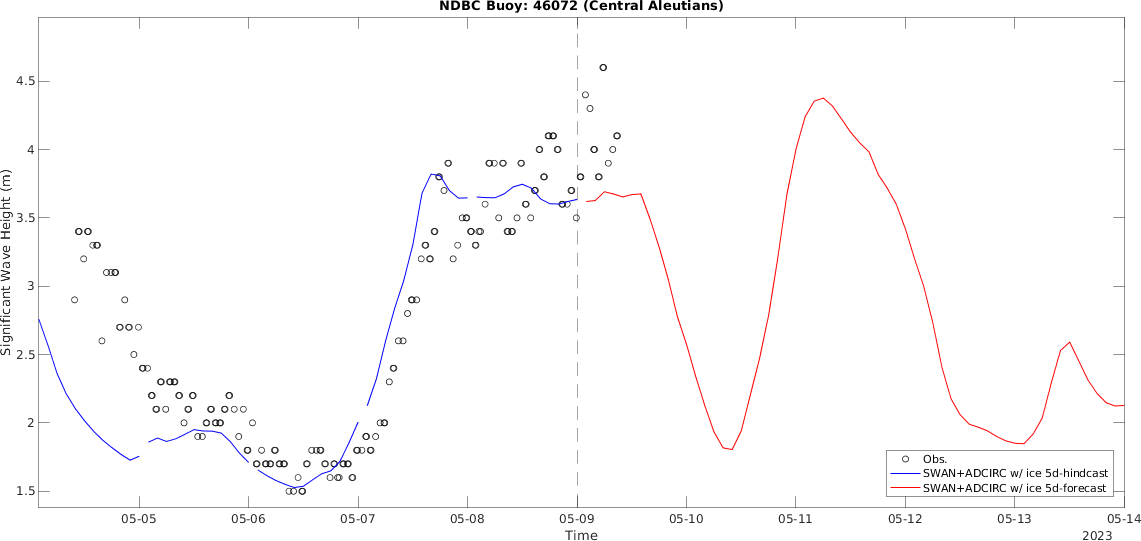 NDBC Buoy: 46072 (Central Aleutians)
Significant Wave Height (m)
4.5
4
3.5
3
2.5
2
1.5
Obs.
SWAN+ADCIRC w/ ice 5d-hindcast
SWAN+ADCIRC w/ ice 5d-forecast
05-05 05-06 05-07 05-08 05-09 05-10 05-11 05-12 05-13 05-14
Time
2023